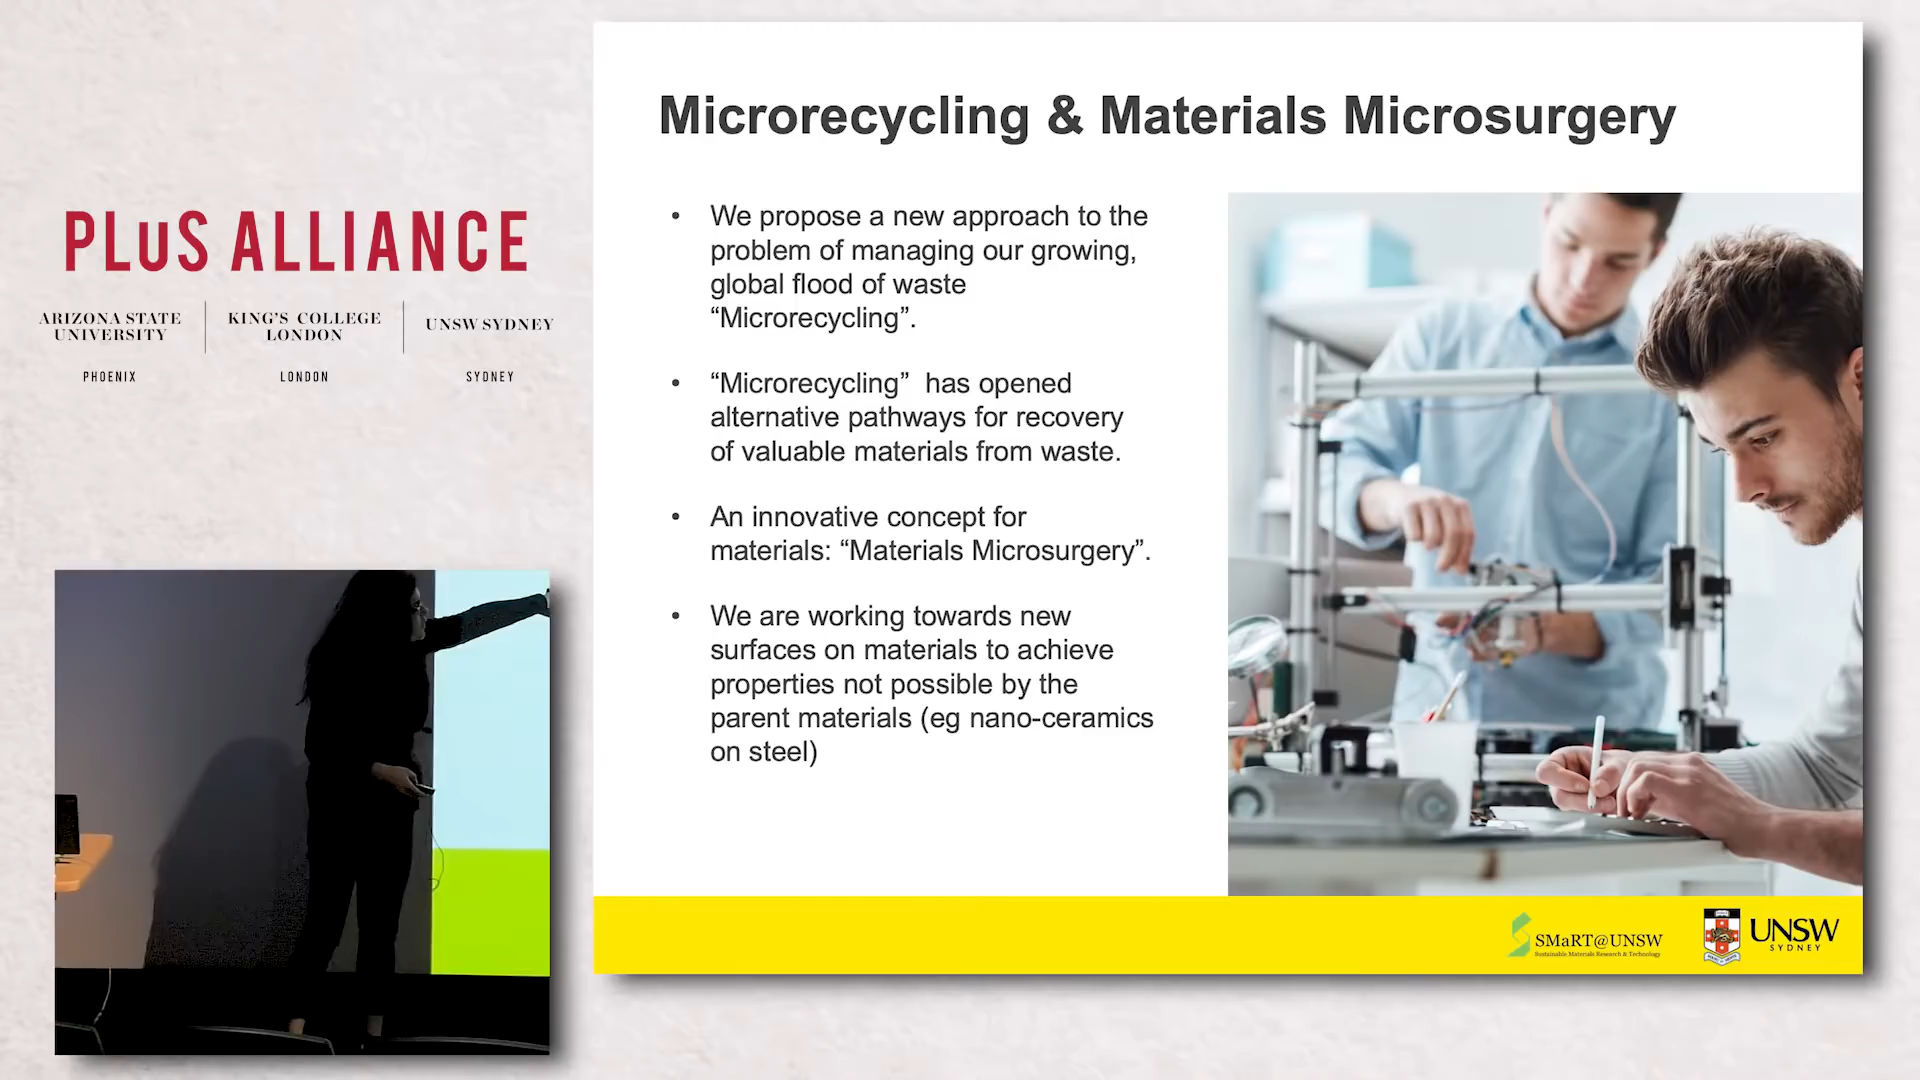 PLuS ALLIANCE
ARIZONA STATE
UNIVERSITY
KING'S COLLEGE
LONDON
UNSW SYDNEY
PHOENIX
LONDON
SYDNEY
Microrecycling & Materials Microsurgery
• We propose a new approach to the
problem of managing our growing,
global flood of waste
“Microrecycling”.
• “Microrecycling”  has opened
alternative pathways for recovery
of valuable materials from waste.
• An innovative concept for
materials: “Materials Microsurgery”.
• We are working towards new
surfaces on materials to achieve
properties not possible by the
parent materials (eg nano-ceramics
on steel)
SMaRT@UNSW
Sustainable Materials Research & Technology
UNSW
SYDNEY